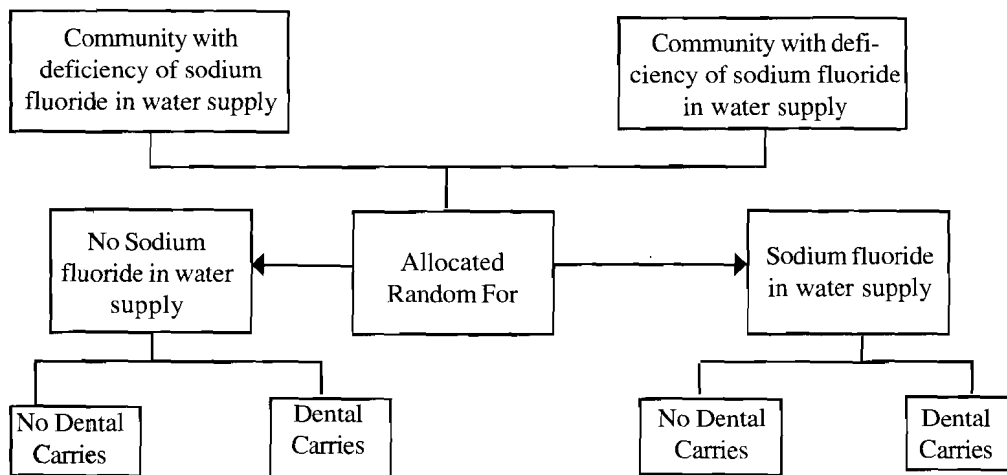 Community with
deficiency of sodium
fluoride in water supply
Community with defi-
ciency of sodium fluoride
in water supply
No Sodium
fluoride in water
supply
Allocated
Random For
Sodium fluoride
in water supply
No Dental
Carries
Dental
Carries
No Dental
Carries
Dental
Carries